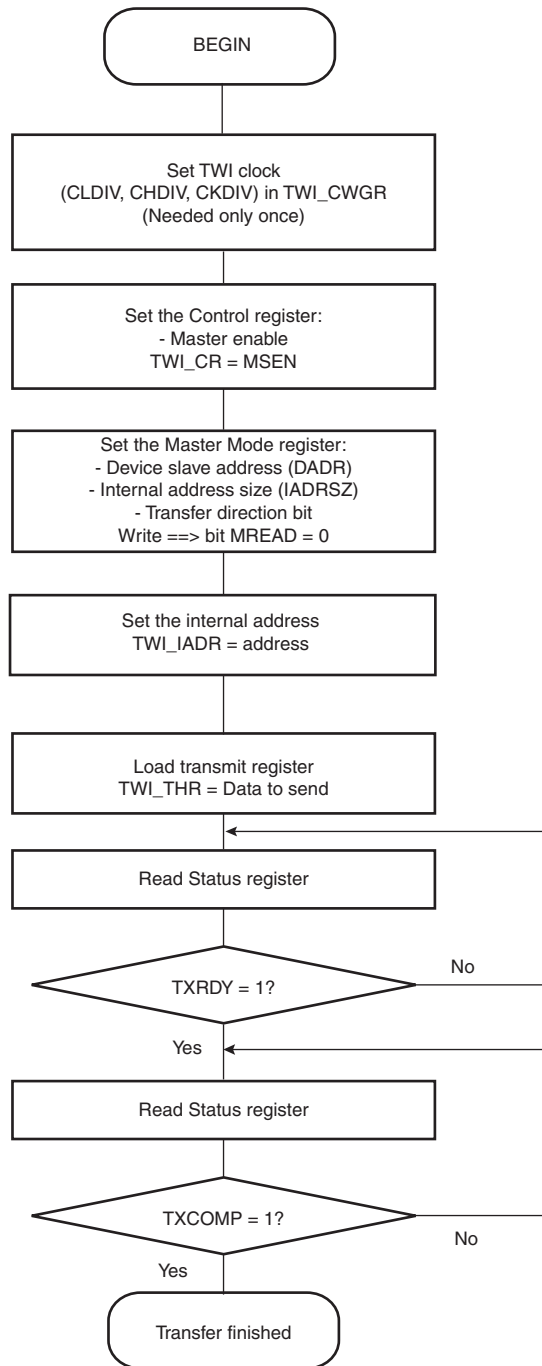 BEGIN
Set TWI clock
(CLDIV, CHDIV, CKDIV) in TWI_CWGR
(Needed only once)
Set the Control register:
- Master enable
TWI_CR = MSEN
Set the Master Mode register:
- Device slave address (DADR)
- Internal address size (IADRSZ)
- Transfer direction bit
Write ==> bit MREAD = 0
Set the internal address
TWI_IADR = address
Load transmit register
TWI_THR = Data to send
Read Status register
TXRDY = 1?
No
Yes
Read Status register
TXCOMP = 1?
No
Yes
Transfer finished